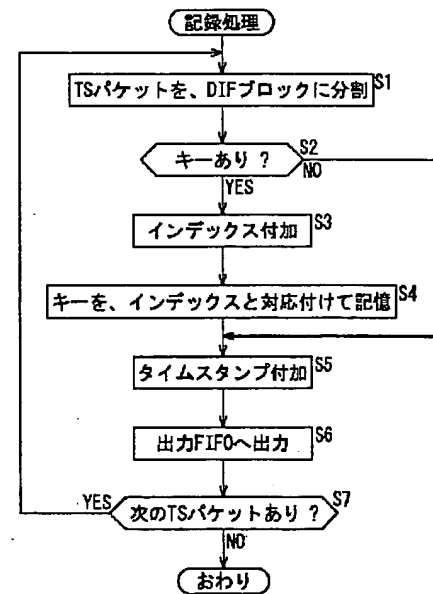 記録処理
TSパケットを、DIFブロックに分割 S1
キーあり ? S2
NO
YES
インデックス付加 S3
キーを、インデックスと対応付けて記憶 S4
タイムスタンプ付加 S5
出力FIFOへ出力 S6
YES 次のTSパケットあり ? S7
NO
おわり